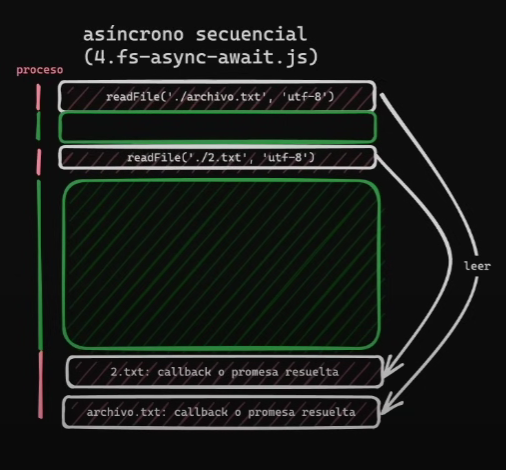 asíncrono secuencial
(4.fs-async-await.js)
proceso
readFile('./archivo.txt', 'utf-8')
readFile('./2.txt', 'utf-8')
leer
2.txt: callback o promesa resuelta
archivo.txt: callback o promesa resuelta